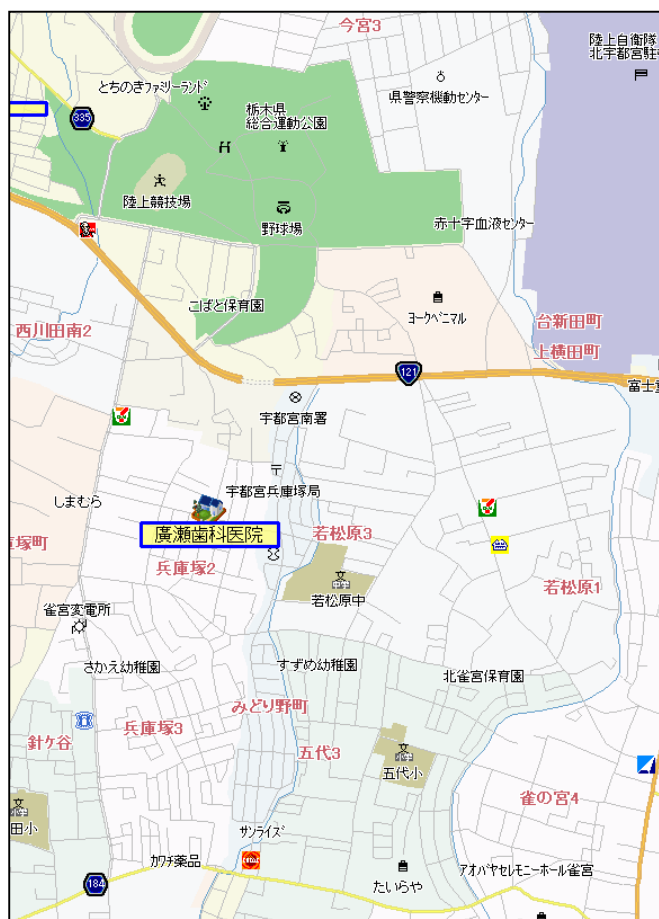 今宮3
陸上自衛隊
北宇都宮駐
とちのきファミリーランド
県警察機動センター
栃木県
総合運動公園
335
陸上競技場
野球場
赤十字血液センター
こばと保育園
ヨークベニマル
西川田南2
台新田町
上横田町
121
富士重
宇都宮南署
しまむら
宇都宮兵庫塚局
廣瀬歯科医院
若松原3
塚町
兵庫塚2
若松原中
若松原1
雀宮変電所
さかえ幼稚園
すずめ幼稚園
北雀宮保育園
みどり野町
兵庫塚3
針ケ谷
五代3
五代小
雀の宮4
田小
サンライズ
カワチ薬品
184
たいらや
アオバヤセレモニーホール雀宮